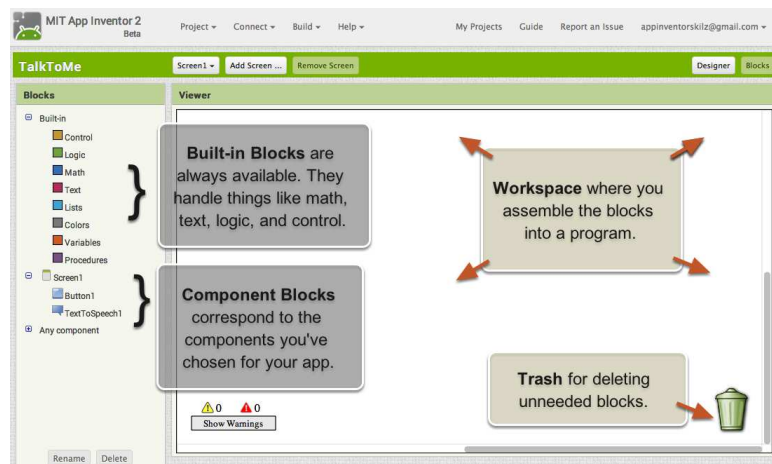 MIT App Inventor 2
Beta
Project Connect Build Help
My Projects Guide Report an Issue appinventorskilz@gmail.com
TalkToMe
Screen1 Add Screen ... Remove Screen
Designer Blocks
Blocks
Viewer
Built-in
Control
Logic
Math
Text
Lists
Colors
Variables
Procedures
Screen1
Button1
TextToSpeech1
Any component
Rename Delete
Built-in Blocks are
always available. They
handle things like math,
text, logic, and control.
Component Blocks
correspond to the
components you've
chosen for your app.
Workspace where you
assemble the blocks
into a program.
Trash for deleting
unneeded blocks.
0 0
Show Warnings